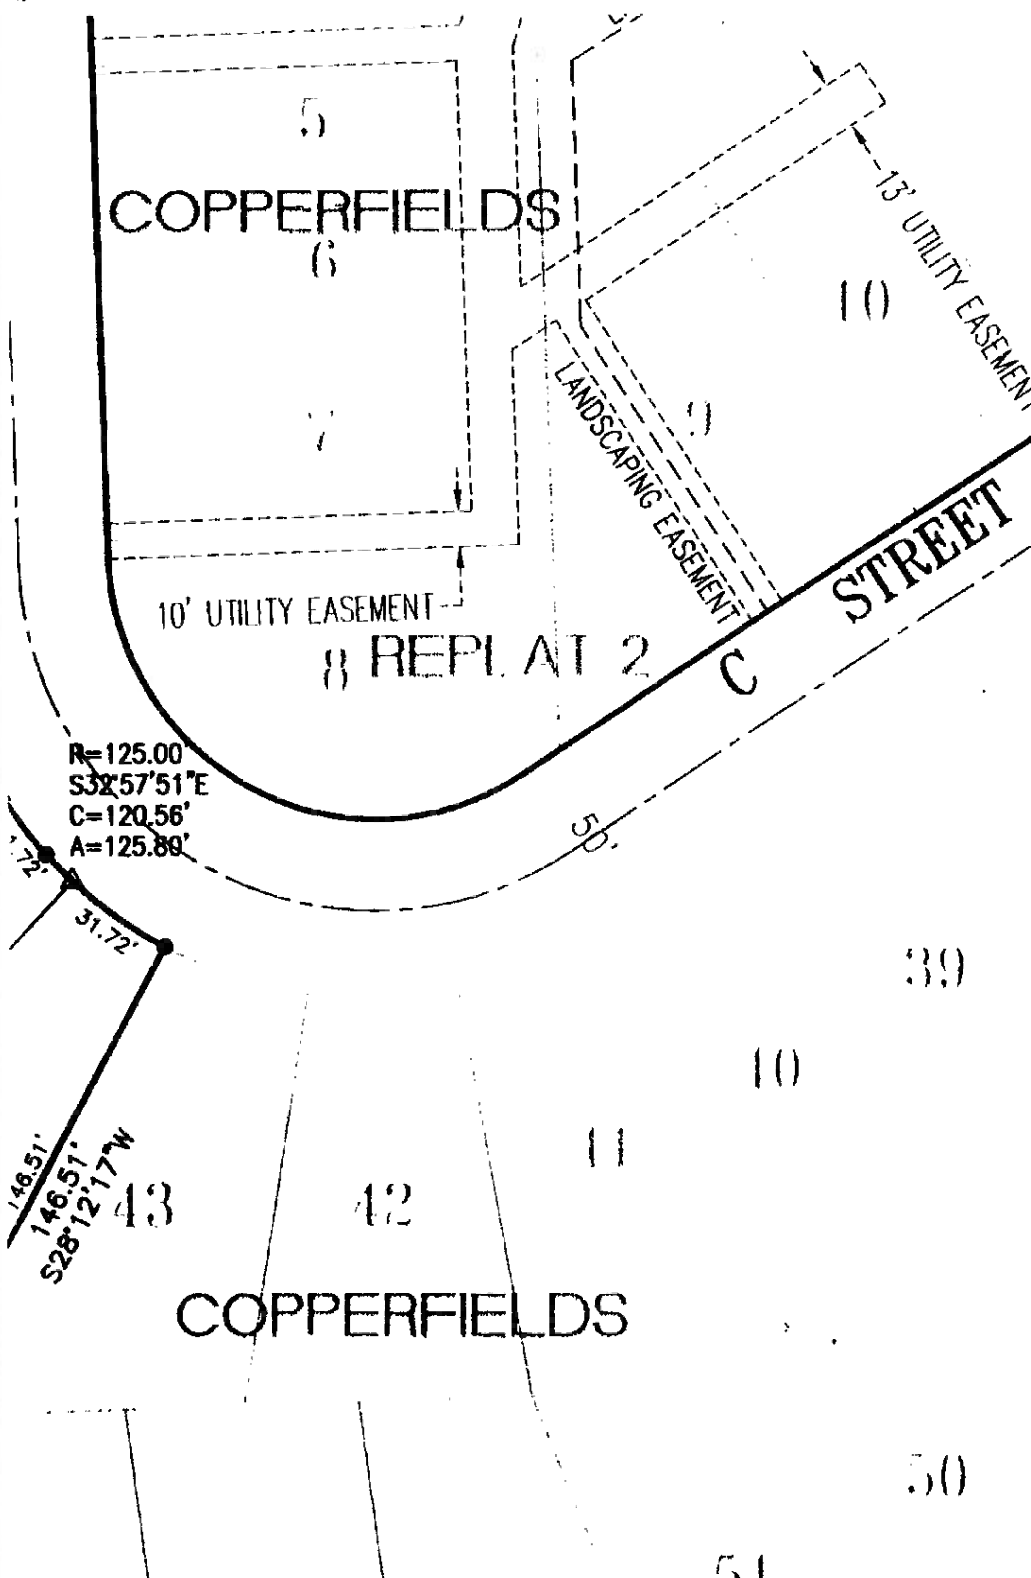 5
COPPERFIELDS
6
13' UTILITY EASEMENT
10
7
9
LANDSCAPING EASEMENT
STREET
10' UTILITY EASEMENT
8
REPLAT 2
C
R=125.00'
S32°57'51"E
C=120.56'
A=125.80'
50'
31.72'
39
10
11
146.51'
146.51'
S28°12'17"W
43
42
COPPERFIELDS
50
51